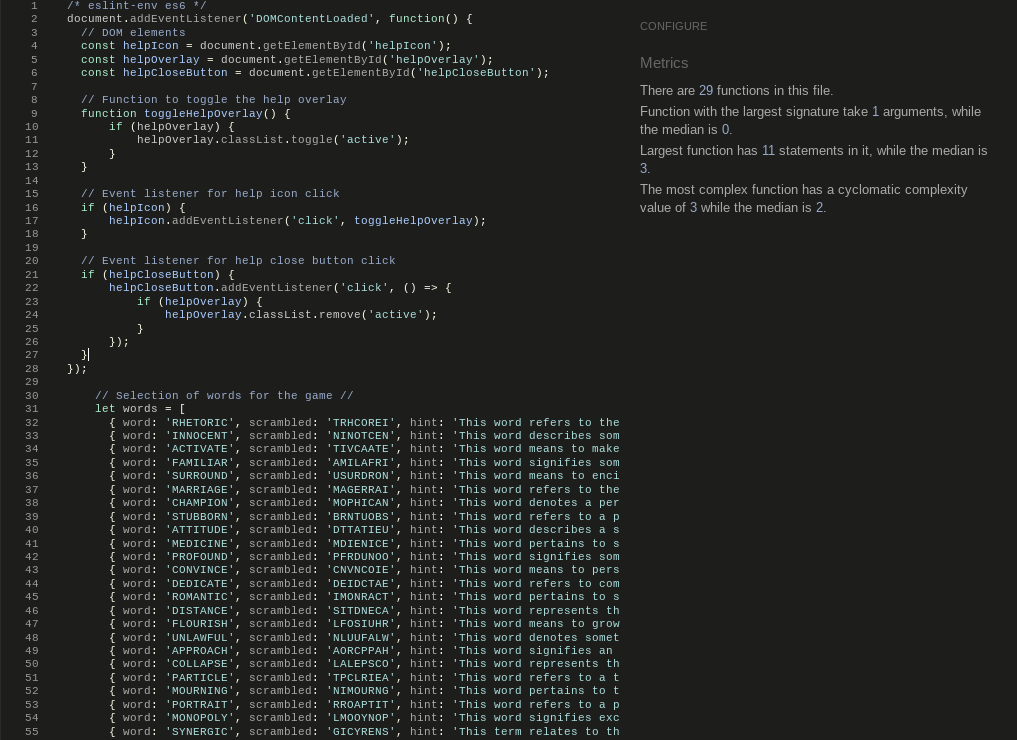 1 /* eslint-env es6 */
2 document.addEventListener('DOMContentLoaded', function() {
3 // DOM elements
4 const helpIcon = document.getElementById('helpIcon');
5 const helpOverlay = document.getElementById('helpOverlay');
6 const helpCloseButton = document.getElementById('helpCloseButton');
7
8 // Function to toggle the help overlay
9 function toggleHelpOverlay() {
10 if (helpOverlay) {
11 helpOverlay.classList.toggle('active');
12 }
13 }
14
15 // Event listener for help icon click
16 if (helpIcon) {
17 helpIcon.addEventListener('click', toggleHelpOverlay);
18 }
19
20 // Event listener for help close button click
21 if (helpCloseButton) {
22 helpCloseButton.addEventListener('click', () => {
23 if (helpOverlay) {
24 helpOverlay.classList.remove('active');
25 }
26 });
27 }
28 });
29
30 // Selection of words for the game //
31 let words = [
32 { word: 'RHETORIC', scrambled: 'TRHCOREI', hint: 'This word refers to the
33 { word: 'INNOCENT', scrambled: 'NINOTCEN', hint: 'This word describes som
34 { word: 'ACTIVATE', scrambled: 'TIVCAATE', hint: 'This word means to make
35 { word: 'FAMILIAR', scrambled: 'AMILAFRI', hint: 'This word signifies som
36 { word: 'SURROUND', scrambled: 'USURDRON', hint: 'This word means to enci
37 { word: 'MARRIAGE', scrambled: 'MAGERRAI', hint: 'This word refers to the
38 { word: 'CHAMPION', scrambled: 'MOPHICAN', hint: 'This word denotes a per
39 { word: 'STUBBORN', scrambled: 'BRNTUOBS', hint: 'This word refers to a p
40 { word: 'ATTITUDE', scrambled: 'DTTATIEU', hint: 'This word describes a s
41 { word: 'MEDICINE', scrambled: 'MDIENICE', hint: 'This word pertains to s
42 { word: 'PROFOUND', scrambled: 'PFRDUNOO', hint: 'This word signifies som
43 { word: 'CONVINCE', scrambled: 'CNVNCOIE', hint: 'This word means to pers
44 { word: 'DEDICATE', scrambled: 'DEIDCTAE', hint: 'This word refers to com
45 { word: 'ROMANTIC', scrambled: 'IMONRACT', hint: 'This word pertains to s
46 { word: 'DISTANCE', scrambled: 'SITDNECA', hint: 'This word represents th
47 { word: 'FLOURISH', scrambled: 'LFOSIUHR', hint: 'This word means to grow
48 { word: 'UNLAWFUL', scrambled: 'NLUUFALW', hint: 'This word denotes somet
49 { word: 'APPROACH', scrambled: 'AORCPPAH', hint: 'This word signifies an
50 { word: 'COLLAPSE', scrambled: 'LALEPSCO', hint: 'This word represents th
51 { word: 'PARTICLE', scrambled: 'TPCLRIEA', hint: 'This word refers to a t
52 { word: 'MOURNING', scrambled: 'NIMOURNG', hint: 'This word pertains to t
53 { word: 'PORTRAIT', scrambled: 'RROAPTIT', hint: 'This word refers to a p
54 { word: 'MONOPOLY', scrambled: 'LMOOYNOP', hint: 'This word signifies exc
55 { word: 'SYNERGIC', scrambled: 'GICYRENS', hint: 'This term relates to th
CONFIGURE
Metrics
There are 29 functions in this file.
Function with the largest signature take 1 arguments, while
the median is 0.
Largest function has 11 statements in it, while the median is
3.
The most complex function has a cyclomatic complexity
value of 3 while the median is 2.